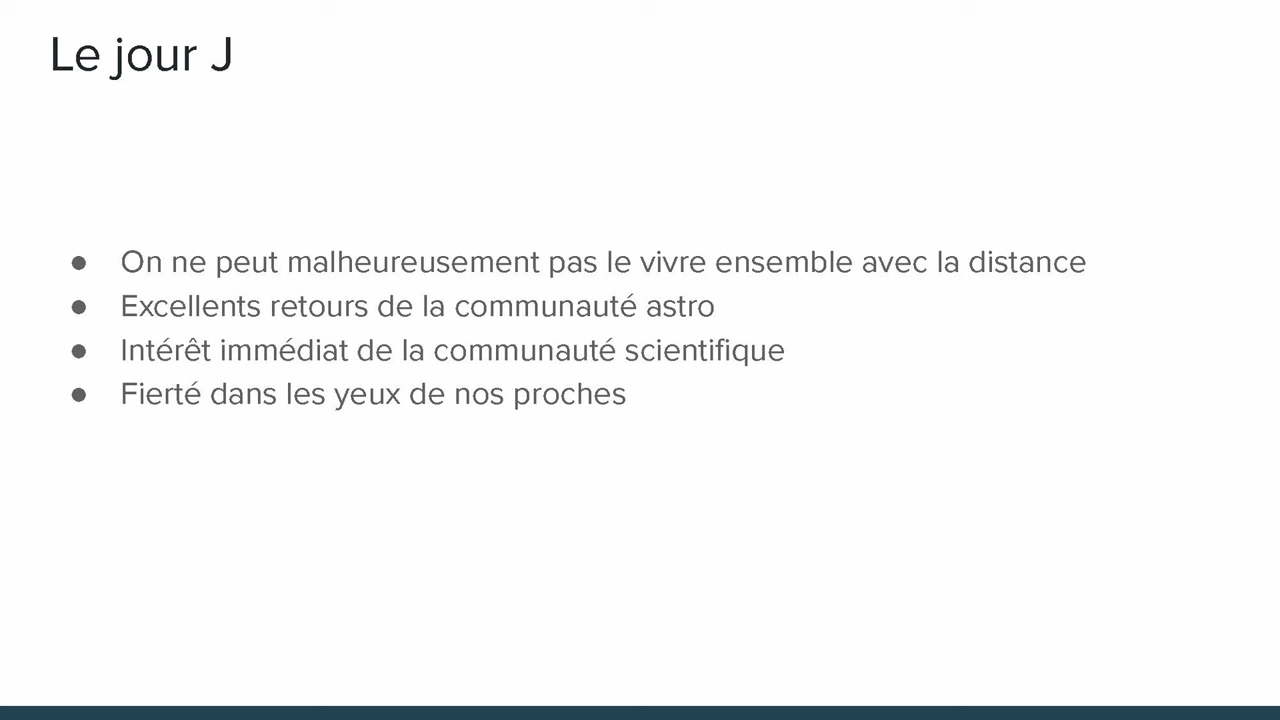 Le jour J
● On ne peut malheureusement pas le vivre ensemble avec la distance
● Excellents retours de la communauté astro
● Intérêt immédiat de la communauté scientifique
● Fierté dans les yeux de nos proches